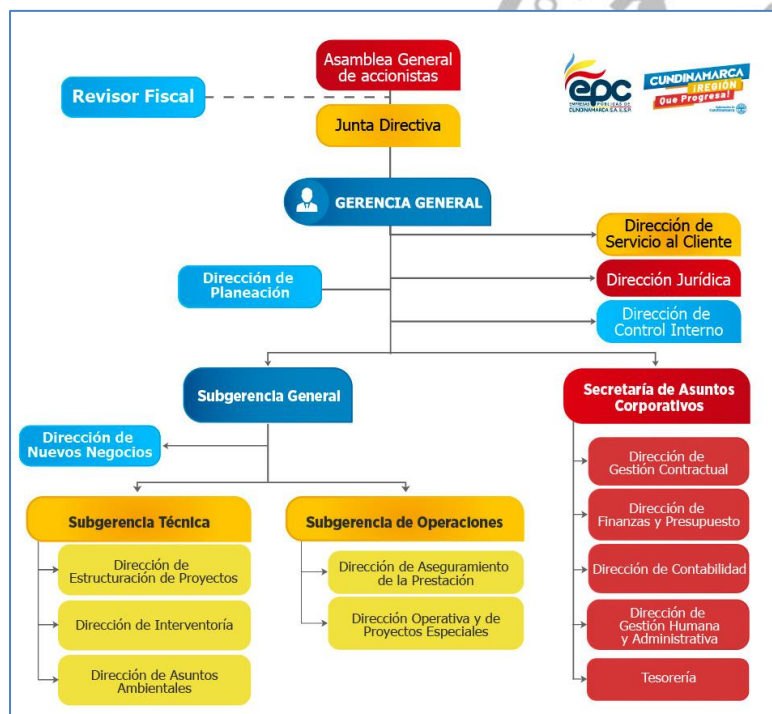 Asamblea General
de accionistas
Revisor Fiscal
Junta Directiva
epc
EMPRESAS PÚBLICAS DE
CUNDINAMARCA S.A. E.S.P.
CUNDINAMARCA
¡REGIÓN
Que Progresa!
GERENCIA GENERAL
Dirección de
Servicio al Cliente
Dirección de
Planeación
Dirección Jurídica
Dirección de
Control Interno
Subgerencia General
Secretaría de Asuntos
Corporativos
Dirección de
Nuevos Negocios
Subgerencia Técnica
Dirección de
Estructuración de Proyectos
Dirección de Interventoría
Dirección de Asuntos
Ambientales
Subgerencia de Operaciones
Dirección de Aseguramiento
de la Prestación
Dirección Operativa y de
Proyectos Especiales
Dirección de
Gestión Contractual
Dirección de
Finanzas y Presupuesto
Dirección de Contabilidad
Dirección de
Gestión Humana
y Administrativa
Tesorería